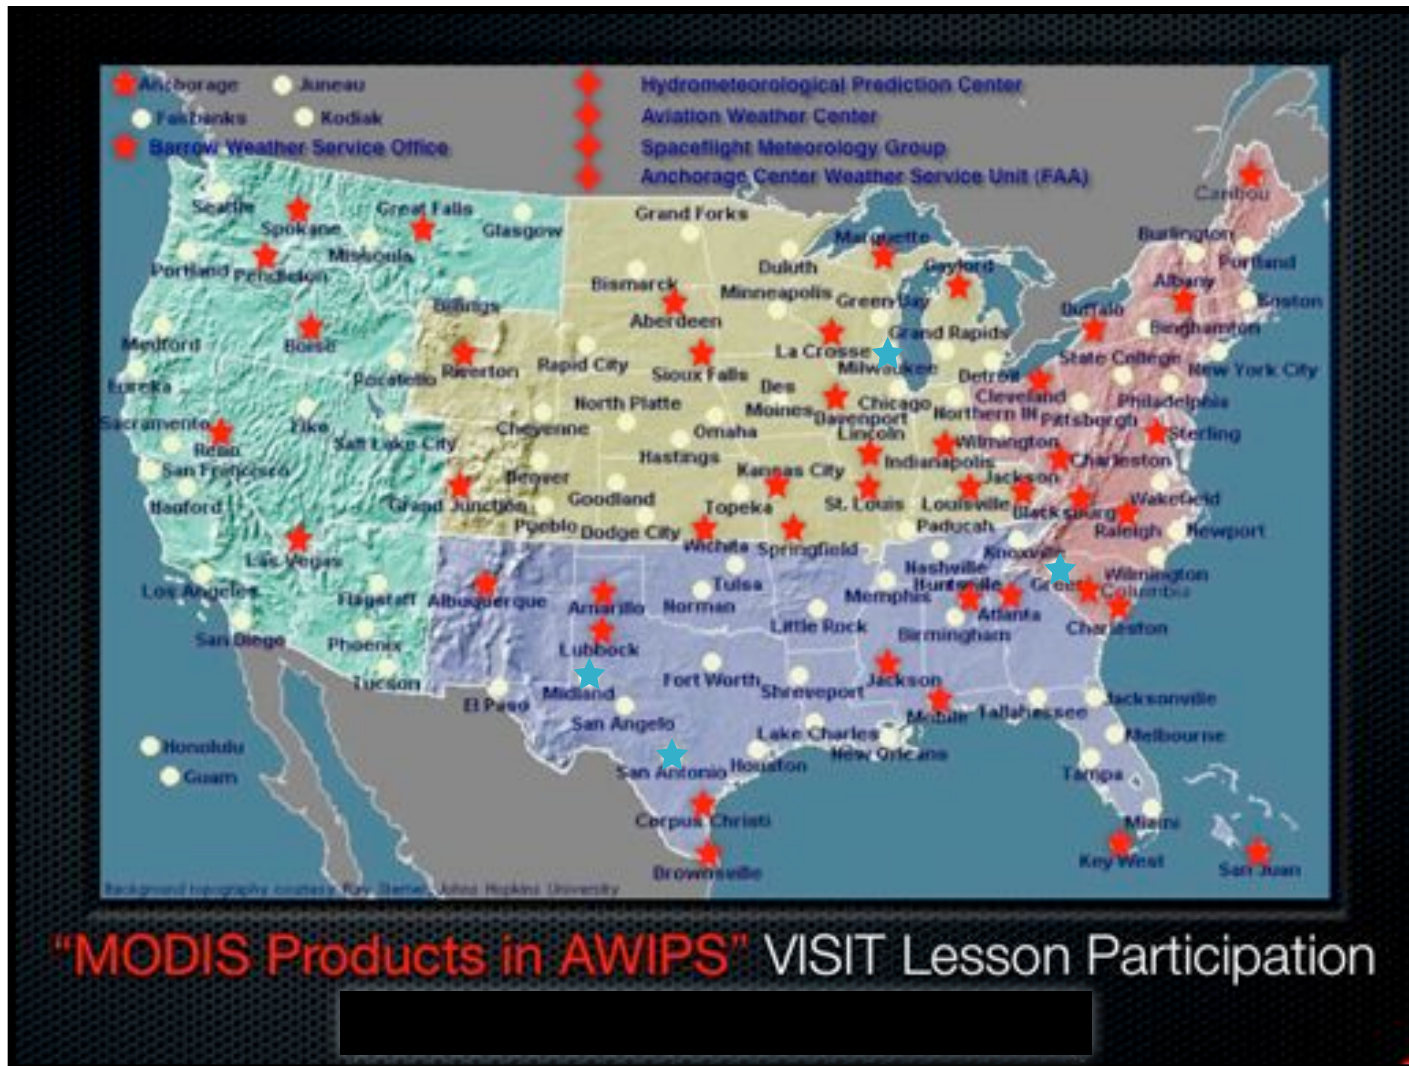 Anchorage Juneau
Fairbanks Kodiak
Barrow Weather Service Office
Hydrometeorological Prediction Center
Aviation Weather Center
Spaceflight Meteorology Group
Anchorage Center Weather Service Unit (FAA)
Caribou
Seattle
Spokane
Great Falls
Glasgow
Grand Forks
Marquette
Burlington
Portland
Portland
Pendleton
Missoula
Bismarck
Duluth
Gaylord
Albany
Billings
Minneapolis
Green Bay
Buffalo
Boston
Aberdeen
Grand Rapids
Binghamton
Medford
Boise
Pocatello
Riverton
Rapid City
Sioux Falls
La Crosse
Milwaukee
Detroit
State College
New York City
Eureka
Des
Moines
Davenport
Chicago
Cleveland
Northern IN
Pittsburgh
Philadelphia
Sacramento
Reno
Elko
Salt Lake City
Cheyenne
North Platte
Omaha
Lincoln
Wilmington
Sterling
San Francisco
Hastings
Kansas City
Indianapolis
Charleston
Hanford
Grand Junction
Denver
Goodland
Topeka
St. Louis
Louisville
Jackson
Blacksburg
Wakefield
Pueblo
Dodge City
Wichita
Springfield
Paducah
Raleigh
Newport
Las Vegas
Los Angeles
Flagstaff
Albuquerque
Amarillo
Tulsa
Norman
Nashville
Knoxville
Memphis
Huntsville
Atlanta
Wilmington
Columbia
San Diego
Phoenix
Lubbock
Little Rock
Birmingham
Charleston
Tucson
El Paso
Midland
Fort Worth
Shreveport
Jackson
San Angelo
Mobile
Tallahassee
Jacksonville
Honolulu
Guam
San Antonio
Houston
Lake Charles
New Orleans
Melbourne
Tampa
Corpus Christi
Miami
Brownsville
Key West
San Juan
Background topography courtesy Ray Sterner, Johns Hopkins University
“MODIS Products in AWIPS” VISIT Lesson Participation